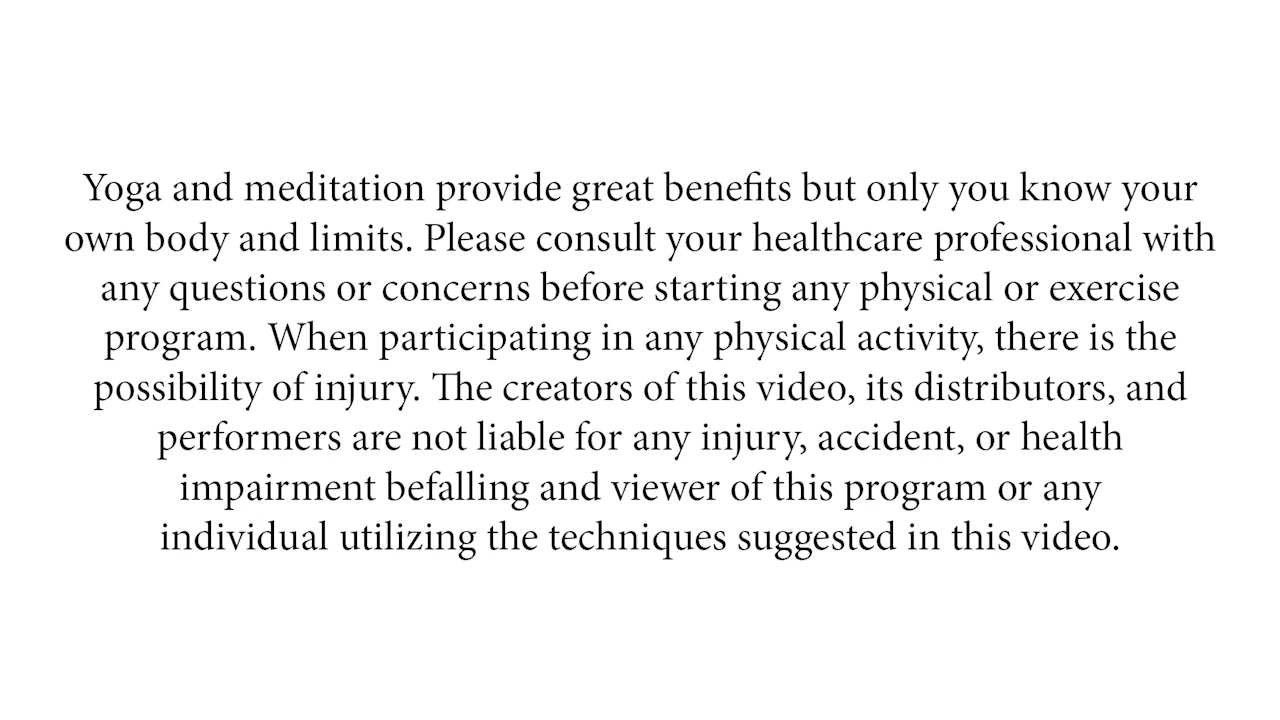 Yoga and meditation provide great benefits but only you know your
own body and limits. Please consult your healthcare professional with
any questions or concerns before starting any physical or exercise
program. When participating in any physical activity, there is the
possibility of injury. The creators of this video, its distributors, and
performers are not liable for any injury, accident, or health
impairment befalling and viewer of this program or any
individual utilizing the techniques suggested in this video.